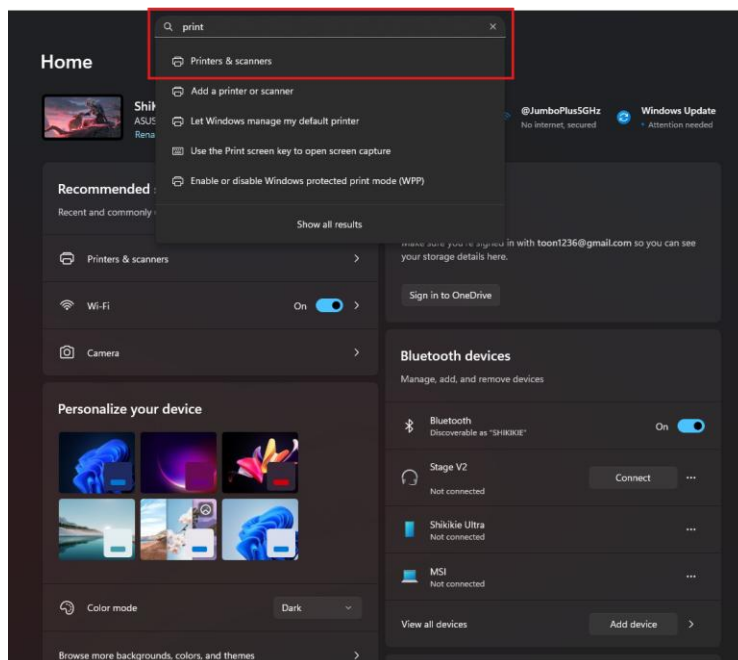 print
Home
Printers & scanners
Add a printer or scanner
ASUS
Rena
@JumboPlus5GHz
No internet, secured
Windows Update
Attention needed
Let Windows manage my default printer
Use the Print screen key to open screen capture
Enable or disable Windows protected print mode (WPP)
Show all results
Recommended
Recent and commonly
Printers & scanners
Wi-Fi
On
Camera
Make sure you're signed in with toon1236@gmail.com so you can see
your storage details here.
Sign in to OneDrive
Personalize your device
Color mode
Dark
Browse more backgrounds, colors, and themes
Bluetooth devices
Manage, add, and remove devices
Bluetooth
Discoverable as "SHIKIKIE"
On
Stage V2
Not connected
Connect
Shikikie Ultra
Not connected
MSI
Not connected
View all devices
Add device